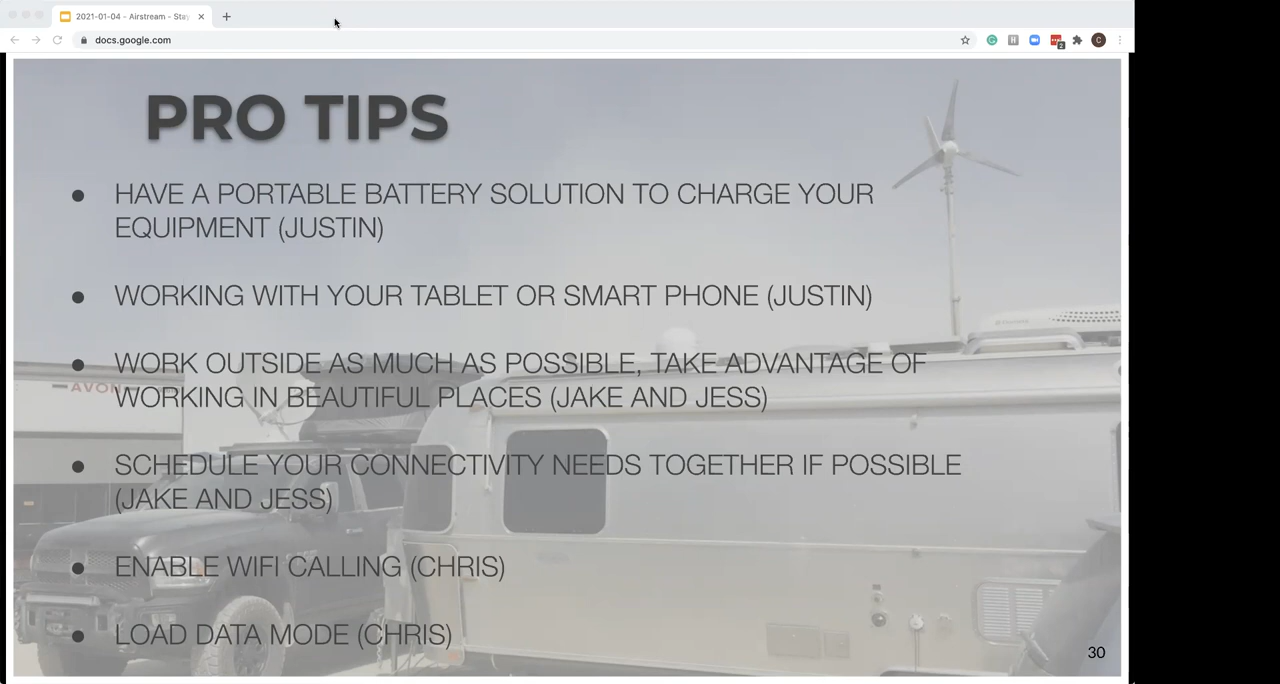 2021-01-04 - Airstream - Stay
docs.google.com
2
C
PRO TIPS
HAVE A PORTABLE BATTERY SOLUTION TO CHARGE YOUR
EQUIPMENT (JUSTIN)
WORKING WITH YOUR TABLET OR SMART PHONE (JUSTIN)
WORK OUTSIDE AS MUCH AS POSSIBLE, TAKE ADVANTAGE OF
AVON
WORKING IN BEAUTIFUL PLACES (JAKE AND JESS)
SCHEDULE YOUR CONNECTIVITY NEEDS TOGETHER IF POSSIBLE
(JAKE AND JESS)
ENABLE WIFI CALLING (CHRIS)
LOAD DATA MODE (CHRIS)
30